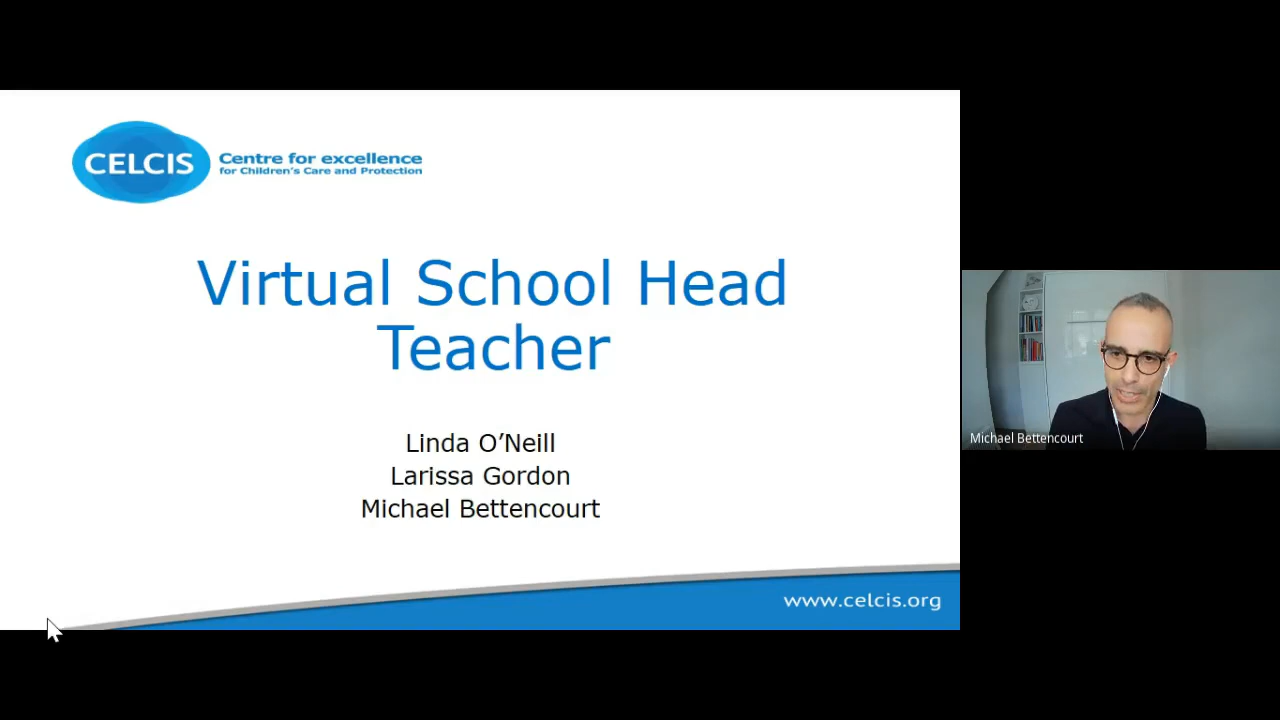 CELCIS
Centre for excellence
for Children's Care and Protection
Virtual School Head
Teacher
Linda O’Neill
Larissa Gordon
Michael Bettencourt
www.celcis.org
Michael Bettencourt